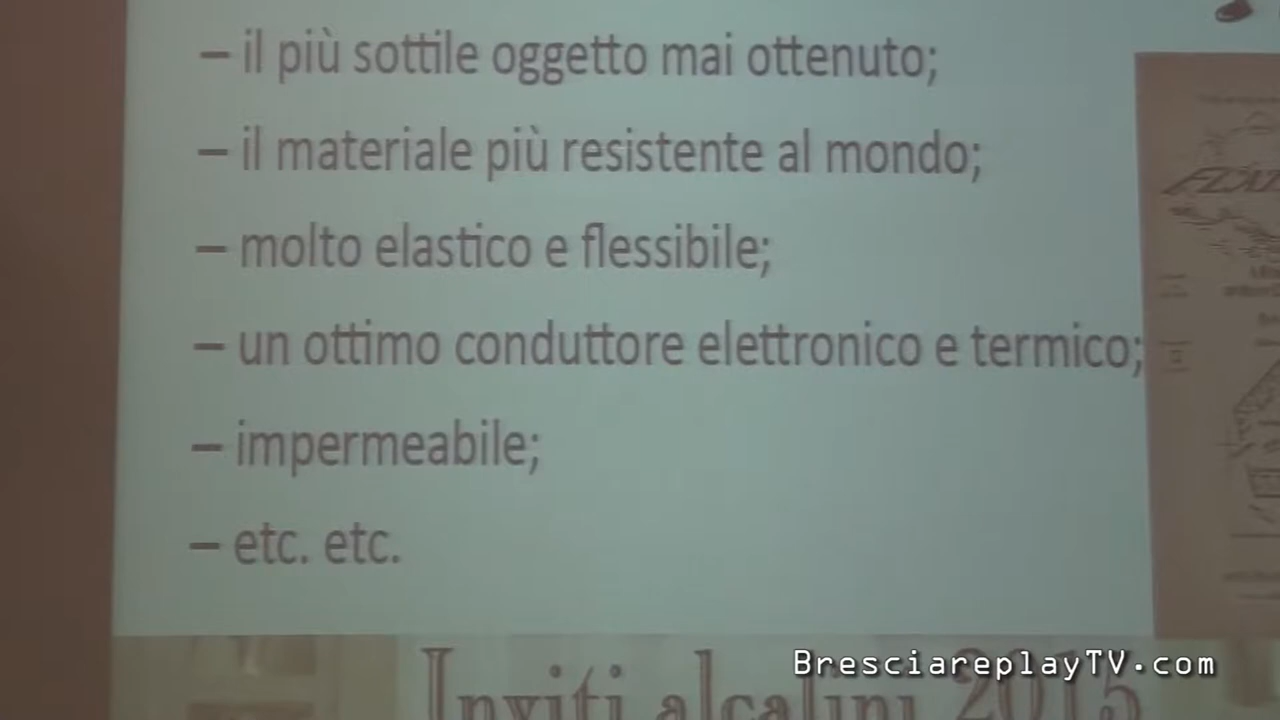 – il più sottile oggetto mai ottenuto;
– il materiale più resistente al mondo;
– molto elastico e flessibile;
– un ottimo conduttore elettronico e termico;
– impermeabile;
– etc. etc.
Inviti alcalini 2015
BresciareplayTV.com